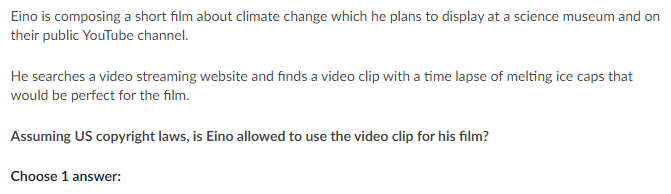 Eino is composing a short film about climate change which he plans to display at a science museum and on
their public YouTube channel.
He searches a video streaming website and finds a video clip with a time lapse of melting ice caps that
would be perfect for the film.
Assuming US copyright laws, is Eino allowed to use the video clip for his film?
Choose 1 answer: